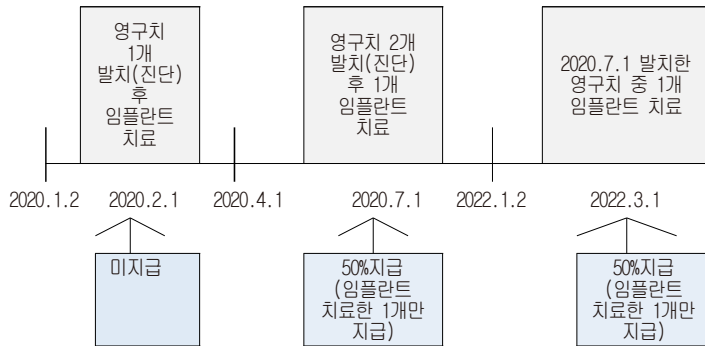 영구치
1개
발치(진단)
후
임플란트
치료
영구치 2개
발치(진단)
후 1개
임플란트
치료
2020.7.1 발치한
영구치 중 1개
임플란트 치료
2020.1.2
2020.2.1
2020.4.1
2020.7.1
2022.1.2
2022.3.1
미지급
50%지급
(임플란트
치료한 1개만
지급)
50%지급
(임플란트
치료한 1개만
지급)